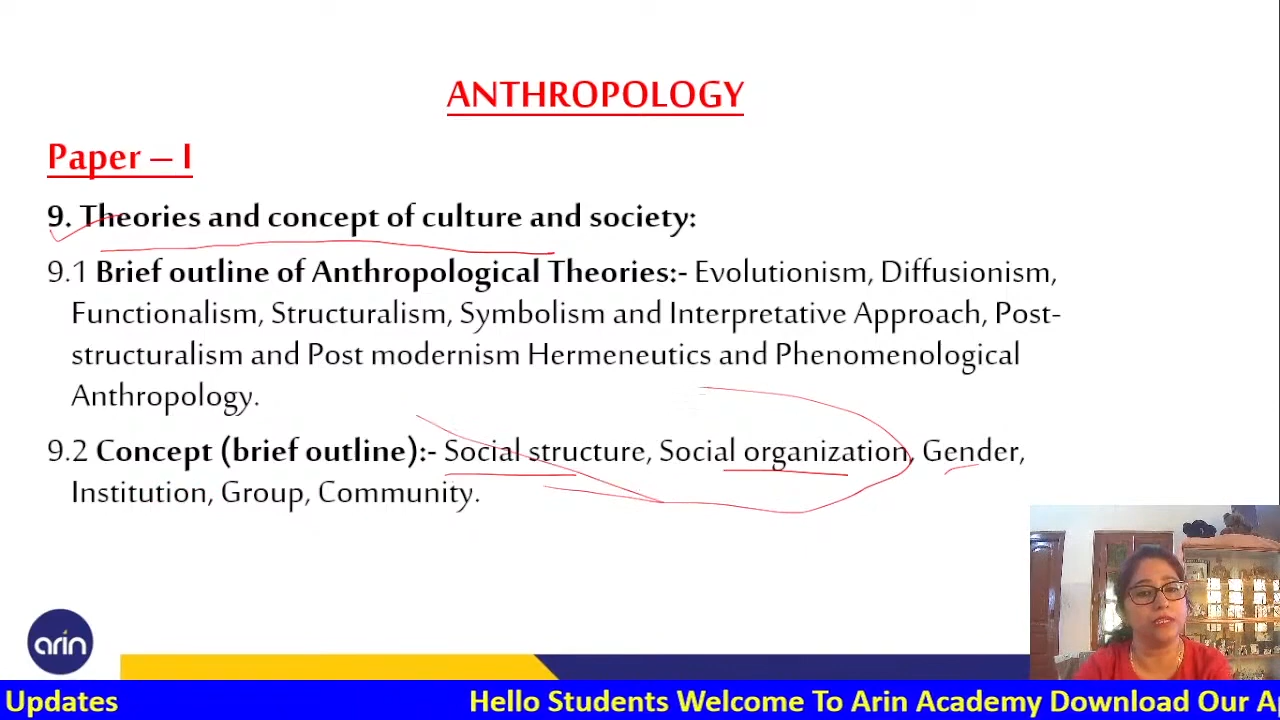 ANTHROPOLOGY
Paper – I
9. Theories and concept of culture and society:
9.1 Brief outline of Anthropological Theories:- Evolutionism, Diffusionism,
Functionalism, Structuralism, Symbolism and Interpretative Approach, Post-
structuralism and Post modernism Hermeneutics and Phenomenological
Anthropology.
9.2 Concept (brief outline):- Social structure, Social organization, Gender,
Institution, Group, Community.
arin
Updates Hello Students Welcome To Arin Academy Download Our A